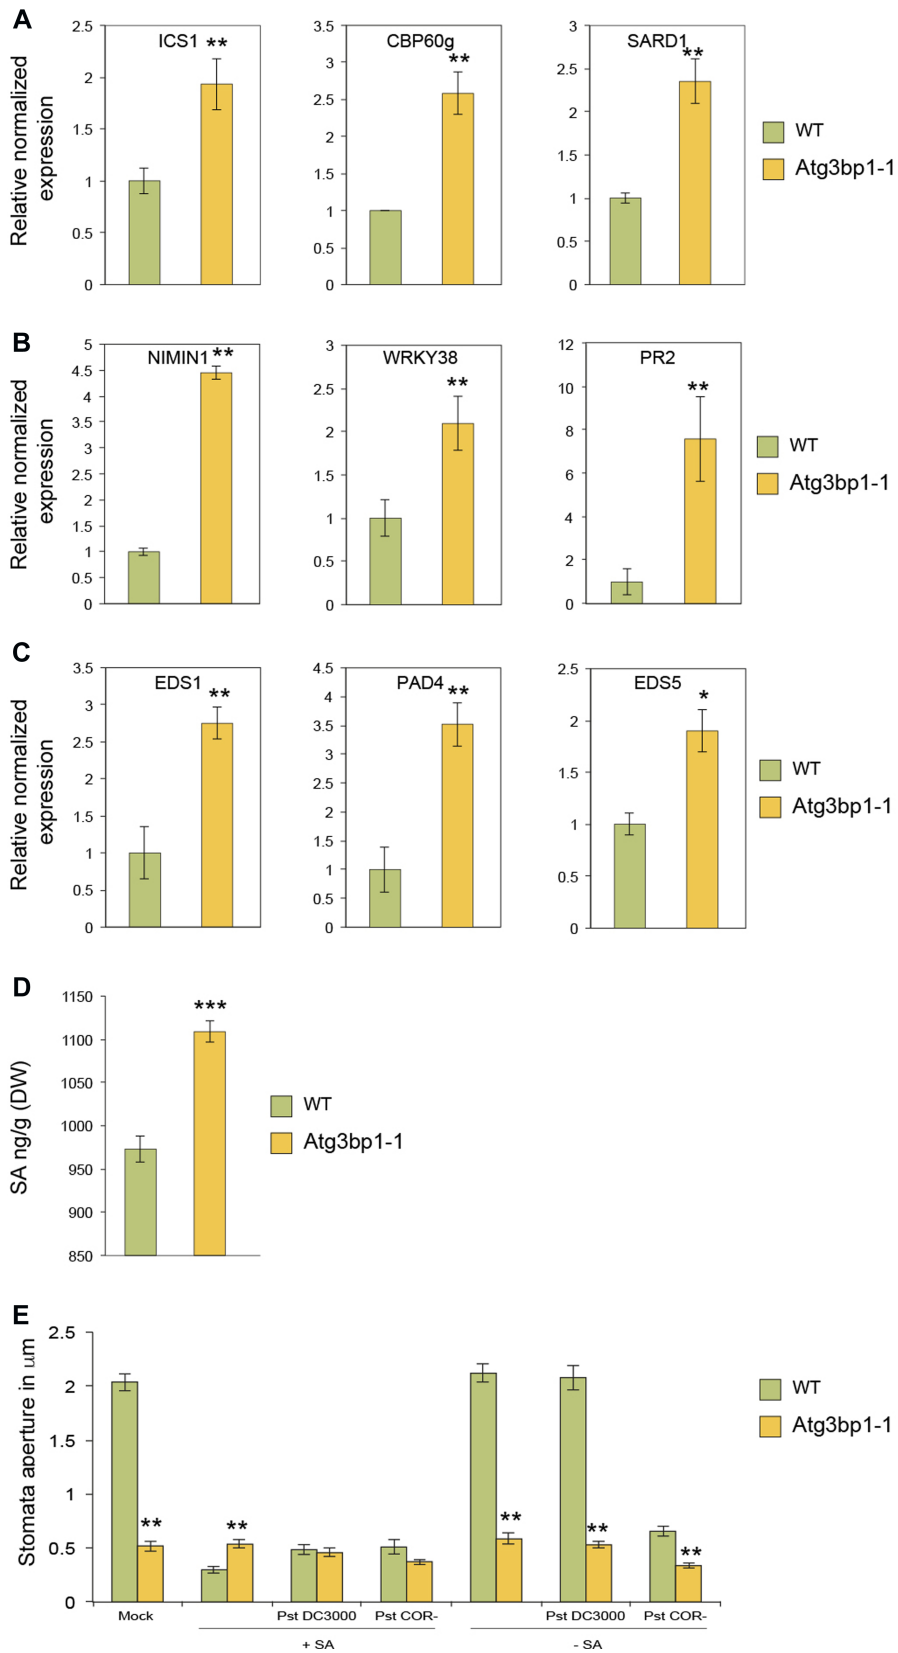 A
Relative normalized
expression
2.5
2
1.5
1
0.5
0
ICS1 **
3.5
3
2.5
2
1.5
1
0.5
0
CBP60g
**
3
2.5
2
1.5
1
0.5
0
SARD1
**
WT
Atg3bp1-1
B
Relative normalized
expression
5
4.5
4
3.5
3
2.5
2
1.5
1
0.5
0
NIMIN1 **
3
2.5
2
1.5
1
0.5
0
WRKY38
**
12
10
8
6
4
2
0
PR2
**
WT
Atg3bp1-1
C
Relative normalized
expression
3.5
3
2.5
2
1.5
1
0.5
0
EDS1
**
4.5
4
3.5
3
2.5
2
1.5
1
0.5
0
PAD4 **
2.5
2
1.5
1
0.5
0
EDS5
*
WT
Atg3bp1-1
D
SA ng/g (DW)
1150
1100
1050
1000
950
900
850
***
WT
Atg3bp1-1
E
Stomata aperture in um
2.5
2
1.5
1
0.5
0
** ** ** ** **
WT
Atg3bp1-1
Mock Pst DC3000 Pst COR- Pst DC3000 Pst COR-
+ SA - SA